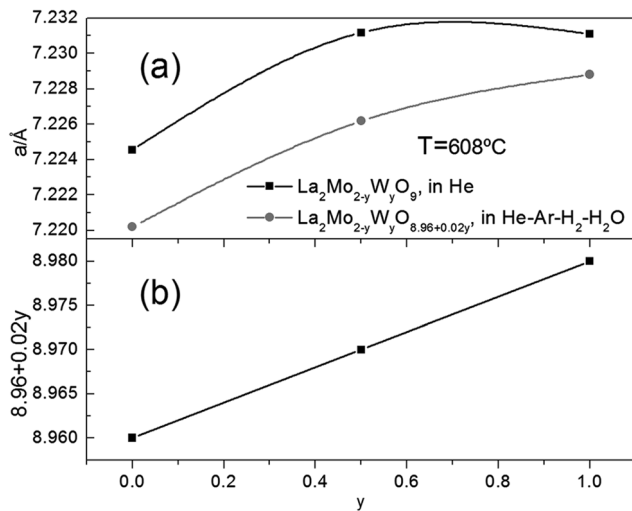 7.232
7.230
7.228
7.226
7.224
7.222
7.220
a/Å
(a)
T=608ºC
La₂Mo₂₋yWyO₉, in He
La₂Mo₂₋yWyO₈.₉₆₊₀.₀₂y, in He-Ar-H₂-H₂O
8.980
8.975
8.970
8.965
8.960
8.96+0.02y
(b)
0.0 0.2 0.4 0.6 0.8 1.0
y